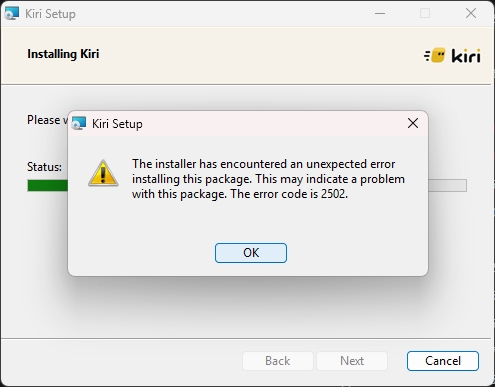 Kiri Setup
Installing Kiri
kiri
Please
Kiri Setup
Status:
The installer has encountered an unexpected error
installing this package. This may indicate a problem
with this package. The error code is 2502.
OK
Back
Next
Cancel